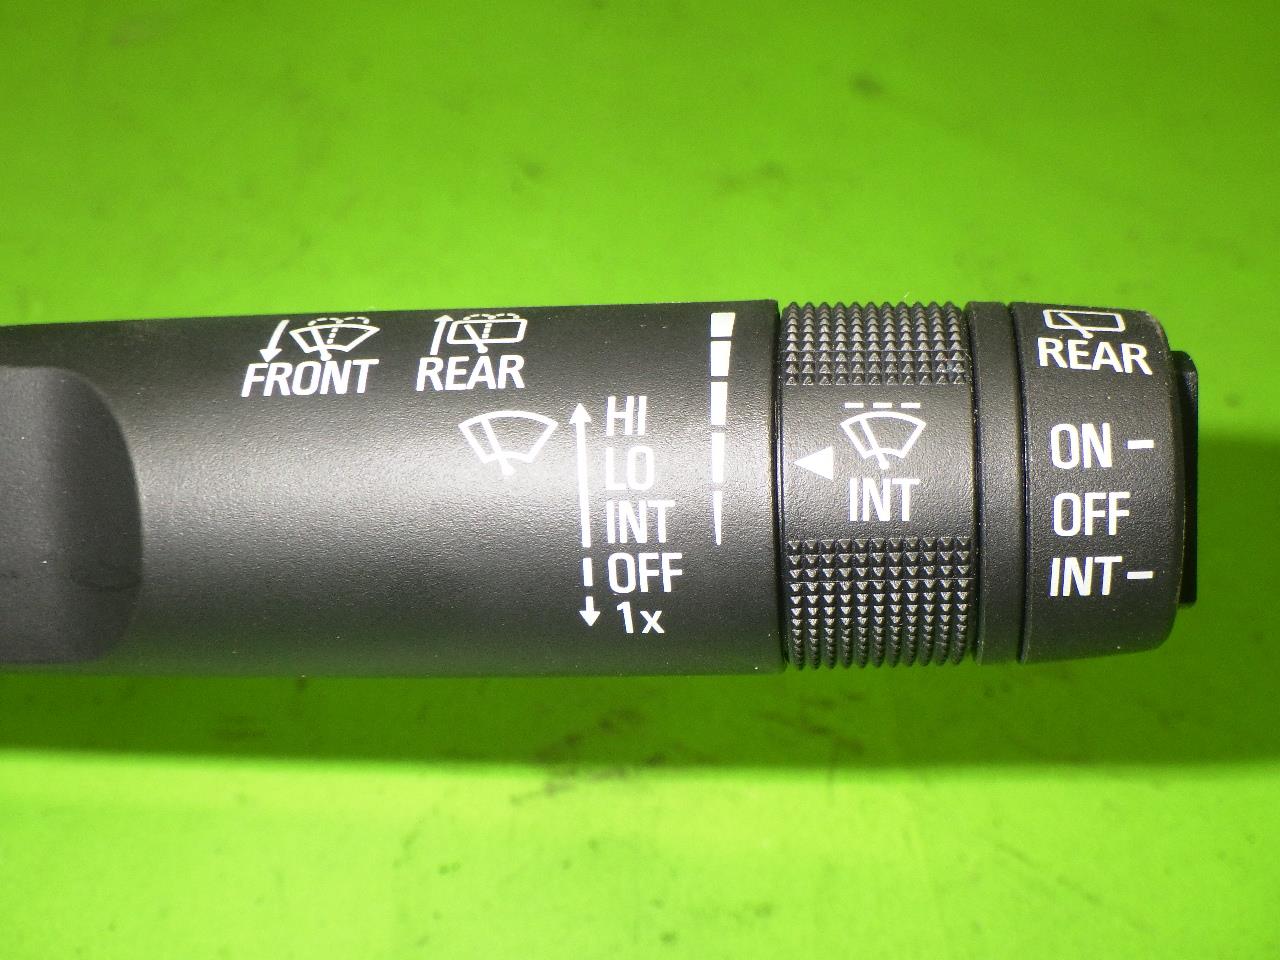 FRONT
REAR
HI
LO
INT
OFF
1x
INT
REAR
ON -
OFF
INT -